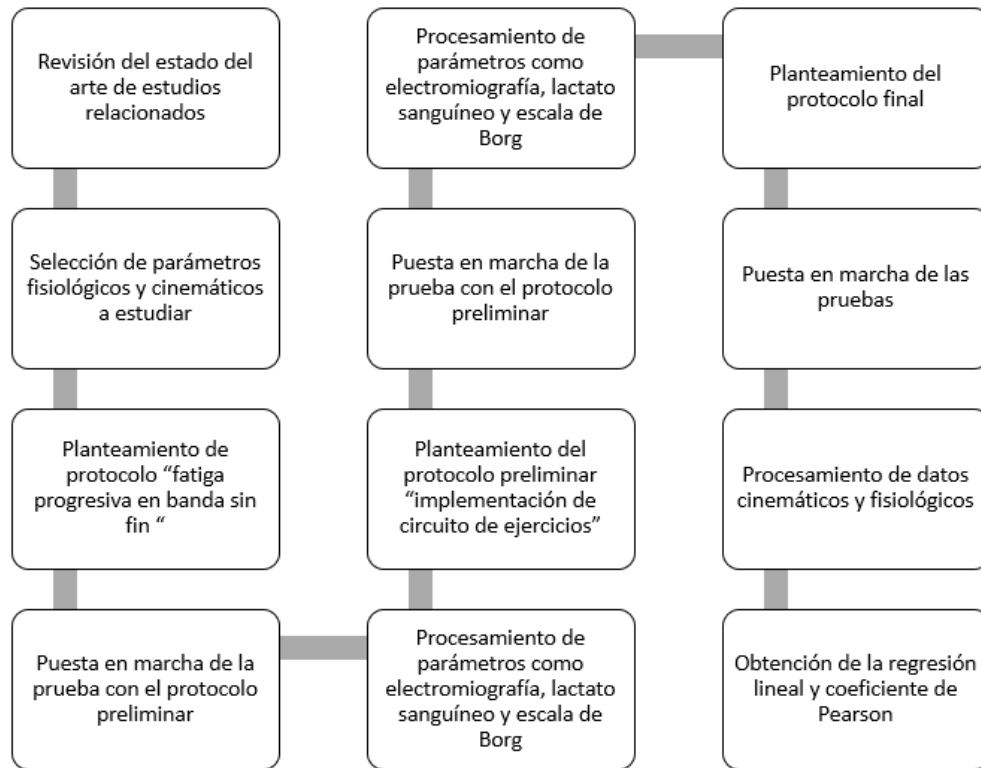 Revisión del estado del
arte de estudios
relacionados
Selección de parámetros
fisiológicos y cinemáticos
a estudiar
Planteamiento de
protocolo “fatiga
progresiva en banda sin
fin “
Puesta en marcha de la
prueba con el protocolo
preliminar
Procesamiento de
parámetros como
electromiografía, lactato
sanguíneo y escala de
Borg
Planteamiento del
protocolo preliminar
“implementación de
circuito de ejercicios”
Puesta en marcha de la
prueba con el protocolo
preliminar
Procesamiento de
parámetros como
electromiografía, lactato
sanguíneo y escala de
Borg
Planteamiento del
protocolo final
Puesta en marcha de las
pruebas
Procesamiento de datos
cinemáticos y fisiológicos
Obtención de la regresión
lineal y coeficiente de
Pearson